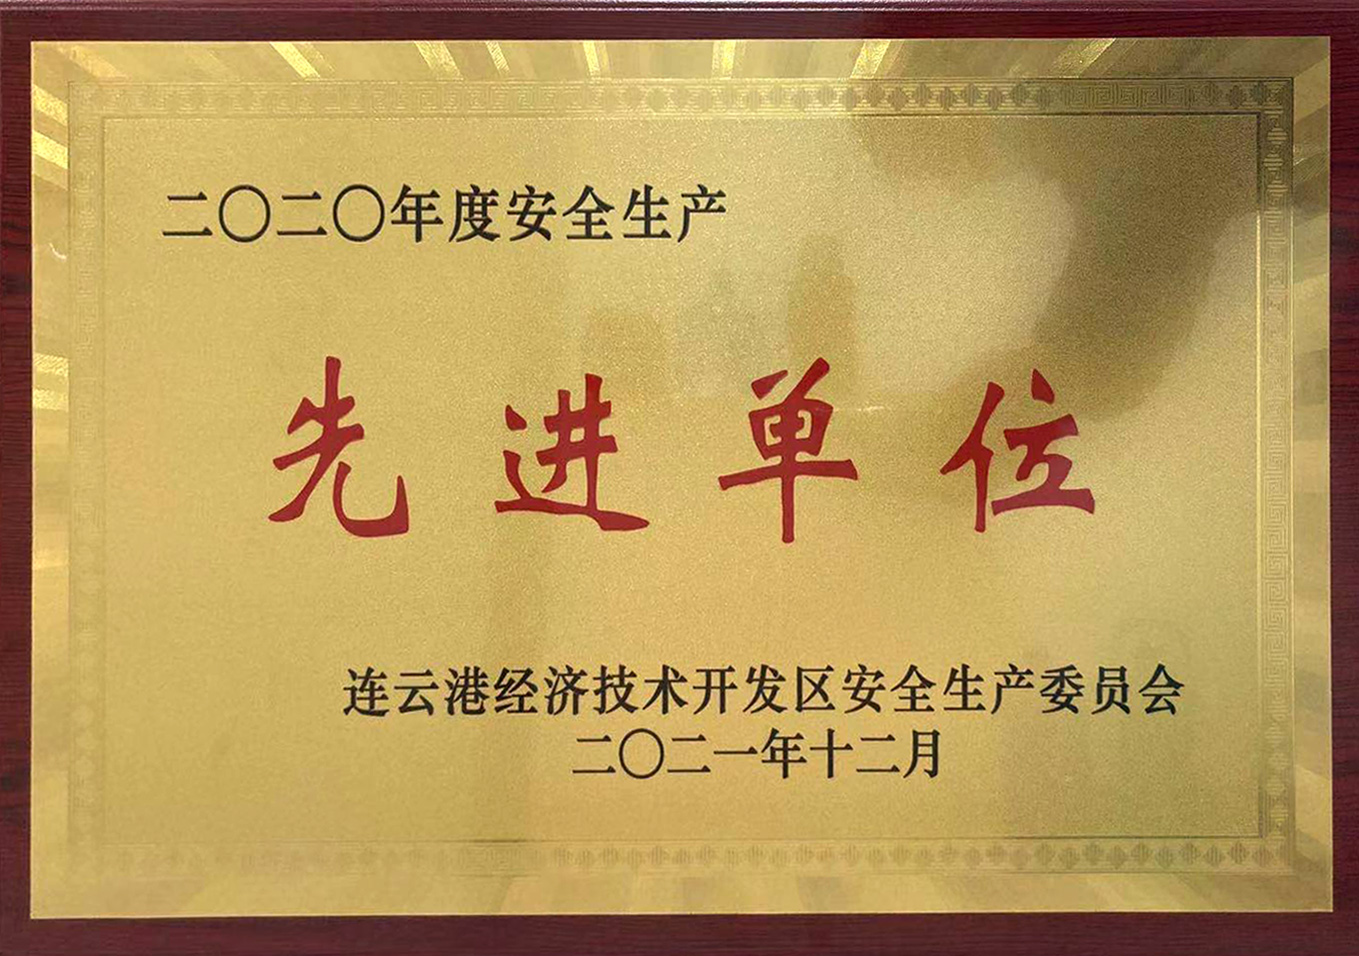 二〇二〇年度安全生产
先进单位
连云港经济技术开发区安全生产委员会
二〇二一年十二月